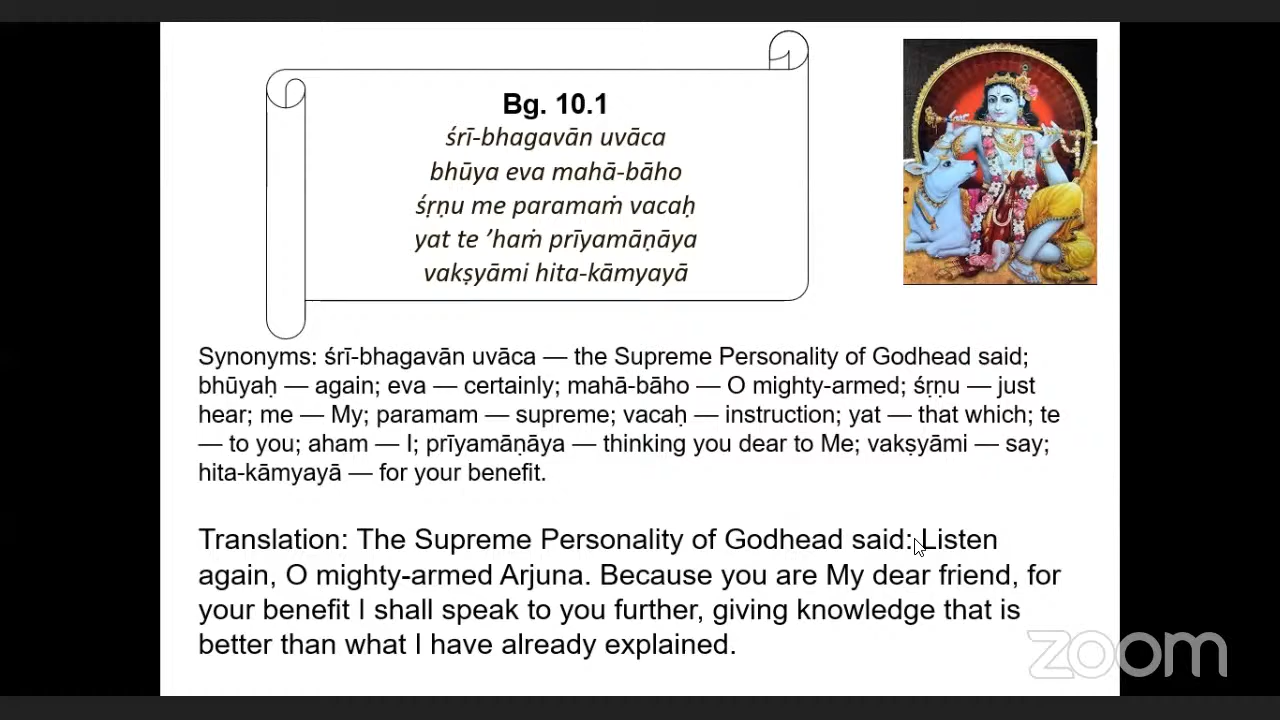 Bg. 10.1
śrī-bhagavān uvāca
bhūya eva mahā-bāho
śṛṇu me paramaṁ vacaḥ
yat te ’haṁ prīyamāṇāya
vakṣyāmi hita-kāmyayā
Synonyms: śrī-bhagavān uvāca — the Supreme Personality of Godhead said;
bhūyaḥ — again; eva — certainly; mahā-bāho — O mighty-armed; śṛṇu — just
hear; me — My; paramam — supreme; vacaḥ — instruction; yat — that which; te
— to you; aham — I; prīyamāṇāya — thinking you dear to Me; vakṣyāmi — say;
hita-kāmyayā — for your benefit.
Translation: The Supreme Personality of Godhead said: Listen
again, O mighty-armed Arjuna. Because you are My dear friend, for
your benefit I shall speak to you further, giving knowledge that is
better than what I have already explained.
zoom